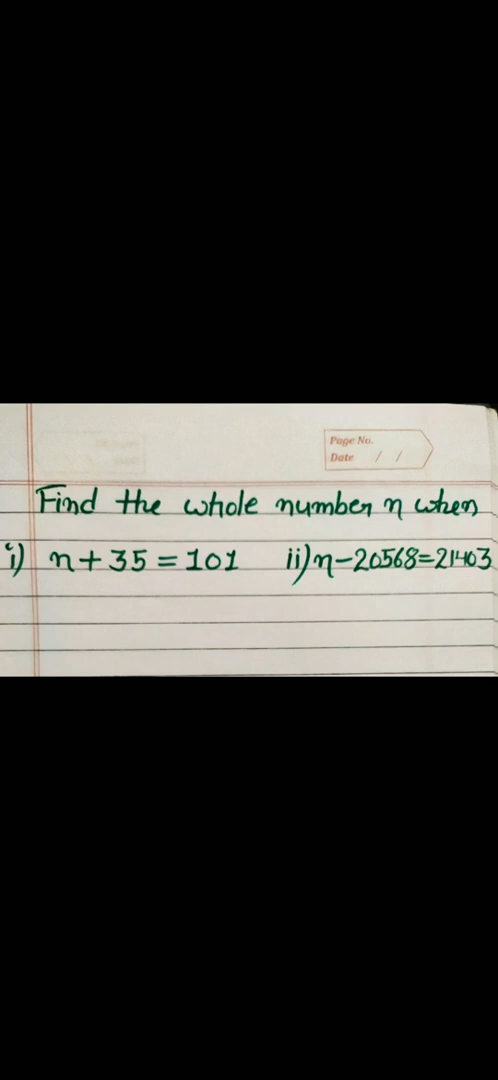 Page No.
Date / /
Find the whole number n when
i) n + 35 = 101 ii) n - 20568 = 21403